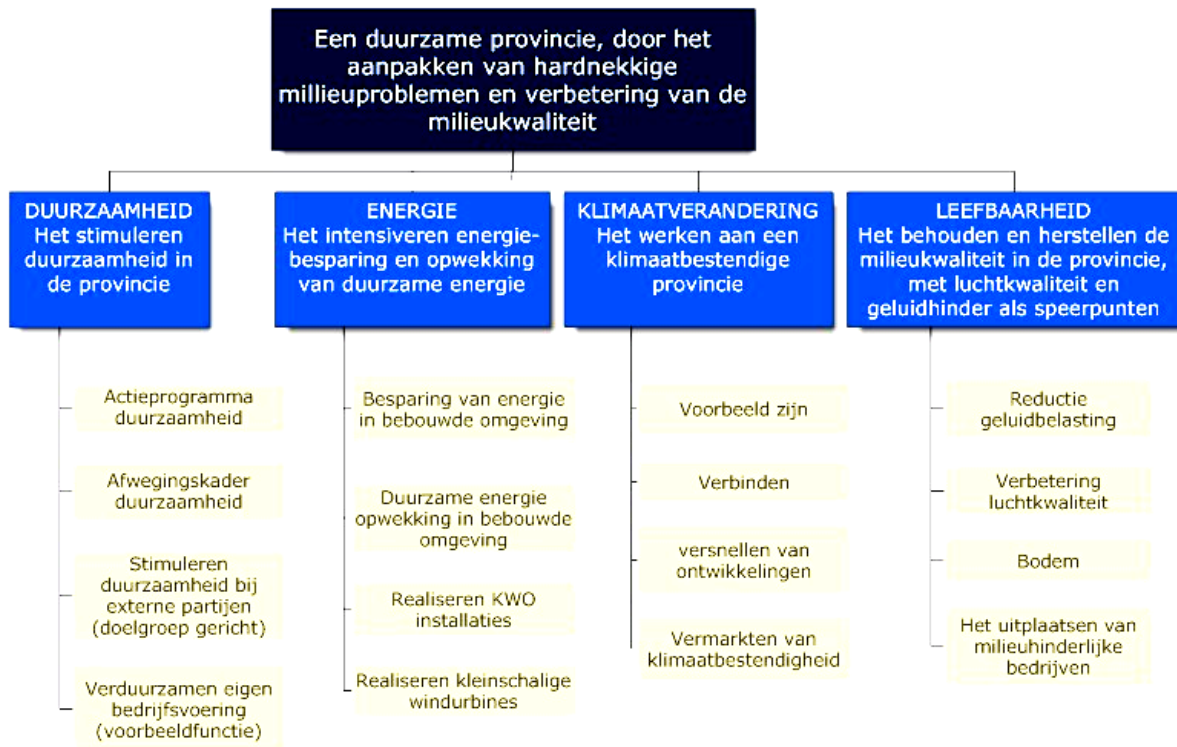 Een duurzame provincie, door het
aanpakken van hardnekkige
millieuproblemen en verbetering van de
milieukwaliteit
DUURZAAMHEID
Het stimuleren
duurzaamheid in
de provincie
ENERGIE
Het intensiveren energie-
besparing en opwekking
van duurzame energie
KLIMAATVERANDERING
Het werken aan een
klimaatbestendige
provincie
LEEFBAARHEID
Het behouden en herstellen de
milieukwaliteit in de provincie,
met luchtkwaliteit en
geluidhinder als speerpunten
Actieprogramma
duurzaamheid
Afwegingskader
duurzaamheid
Stimuleren
duurzaamheid bij
externe partijen
(doelgroep gericht)
Verduurzamen eigen
bedrijfsvoering
(voorbeeldfunctie)
Besparing van energie
in bebouwde omgeving
Duurzame energie
opwekking in bebouwde
omgeving
Realiseren KWO
installaties
Realiseren kleinschalige
windurbines
Voorbeeld zijn
Verbinden
versnellen van
ontwikkelingen
Vermarkten van
klimaatbestendigheid
Reductie
geluidbelasting
Verbetering
luchtkwaliteit
Bodem
Het uitplaatsen van
milieuhinderlijke
bedrijven